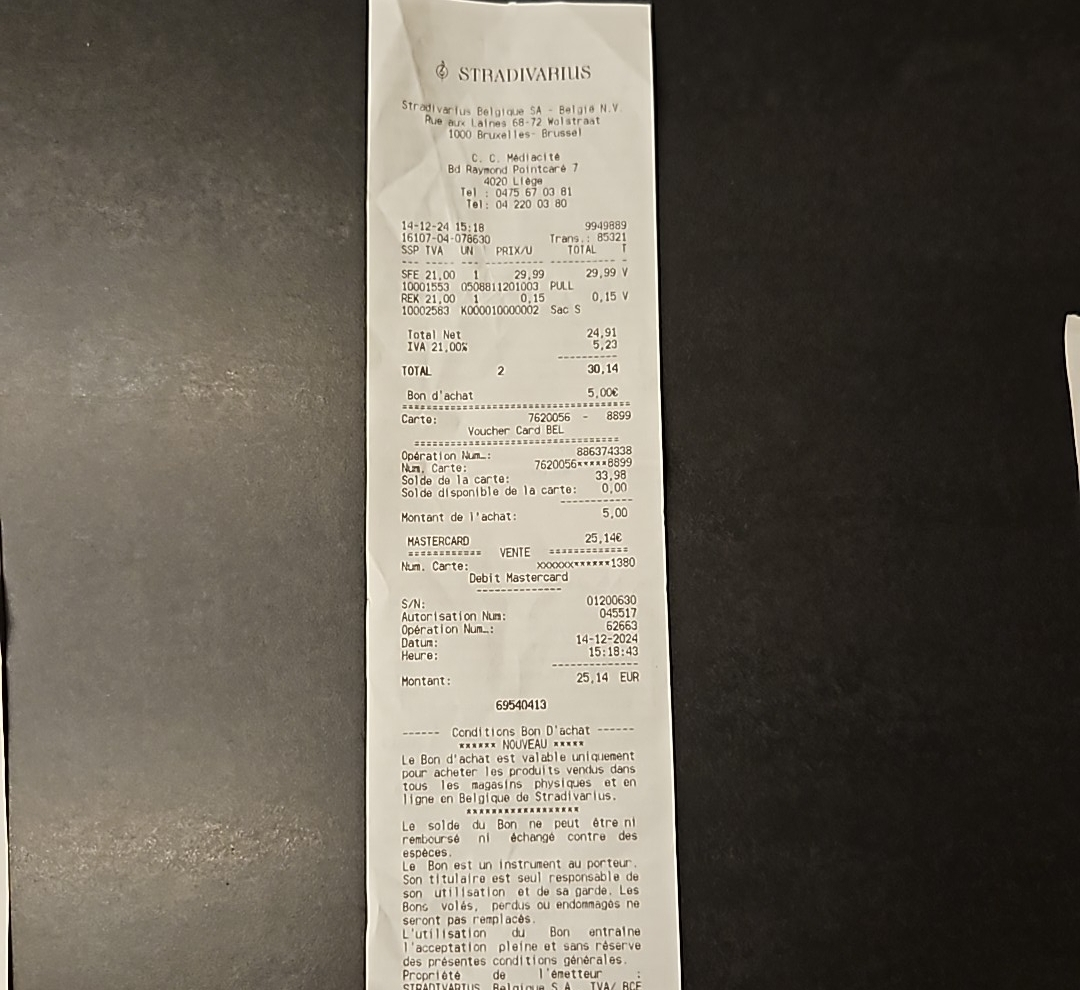 STRADIVARIUS
Stradivarius Belgique SA - België N.V
Rue aux Laines 68-72 Wolstraat
1000 Bruxelles- Brussel
C. C. Médiacité
Bd Raymond Pointcaré 7
4020 Liège
Tel : 0475 67 03 81
Tel: 04 220 03 80
14-12-24 15:18 9949889
16107-04-078630 Trans.: 85321
SSP TVA UN PRIX/U TOTAL T
--- ----- --- ---------- ---------- -
SFE 21,00 1 29,99 29,99 V
10001553 0508811201003 PULL
REK 21,00 1 0,15 0,15 V
10002583 K000010000002 Sac S
Total Net 24,91
IVA 21,00% 5,23
----------
TOTAL 2 30,14
Bon d'achat 5,00€
===================================
Carte: 7620056 - 8899
Voucher Card BEL
===============================
Opération Num.: 886374338
Num. Carte: 7620056*****8899
Solde de la carte: 33,98
Solde disponible de la carte: 0,00
------------
Montant de l'achat: 5,00
MASTERCARD 25,14€
=========== VENTE ============
Num. Carte: xxxxxx******1380
Debit Mastercard
--------------
S/N: 01200630
Autorisation Num: 045517
Opération Num.: 62663
Datum: 14-12-2024
Heure: 15:18:43
--------------
Montant: 25,14 EUR
69540413
------ Conditions Bon D'achat ------
****** NOUVEAU *****
Le Bon d'achat est valable uniquement
pour acheter les produits vendus dans
tous les magasins physiques et en
ligne en Belgique de Stradivarius.
******************
Le solde du Bon ne peut être ni
remboursé ni échangé contre des
espèces.
Le Bon est un instrument au porteur.
Son titulaire est seul responsable de
son utilisation et de sa garde. Les
Bons volés, perdus ou endommagés ne
seront pas remplacés.
L'utilisation du Bon entraîne
l'acceptation pleine et sans réserve
des présentes conditions générales.
Propriété de l'émetteur :
STRADIVARIUS Belgique S.A. TVA/ BCE